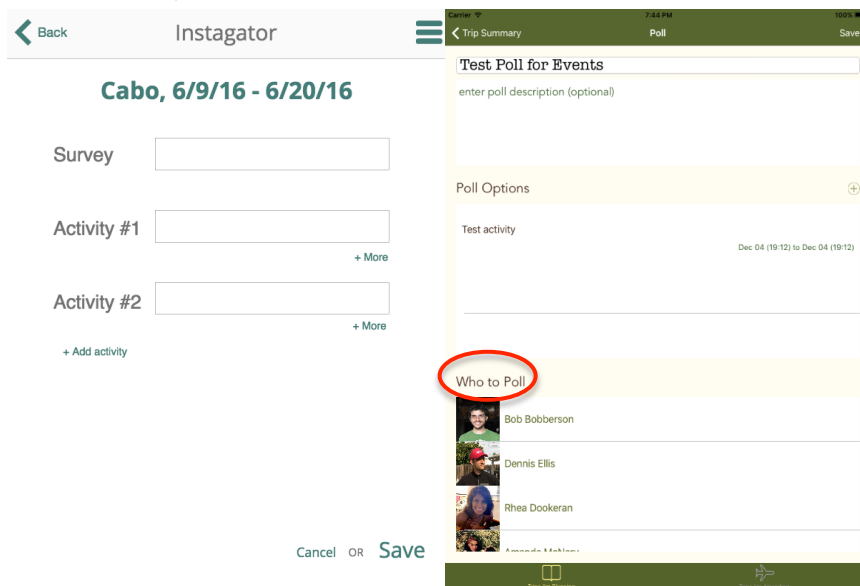 Back
Instagator
Cabo, 6/9/16 - 6/20/16
Survey
Activity #1
+ More
Activity #2
+ More
+ Add activity
Cancel OR Save
Carrier 7:44 PM 100%
Trip Summary Poll Save
Test Poll for Events
enter poll description (optional)
Poll Options
Test activity
Dec 04 (19:12) to Dec 04 (19:12)
Who to Poll
Bob Bobberson
Dennis Ellis
Rhea Dookeran
Amanda McNary